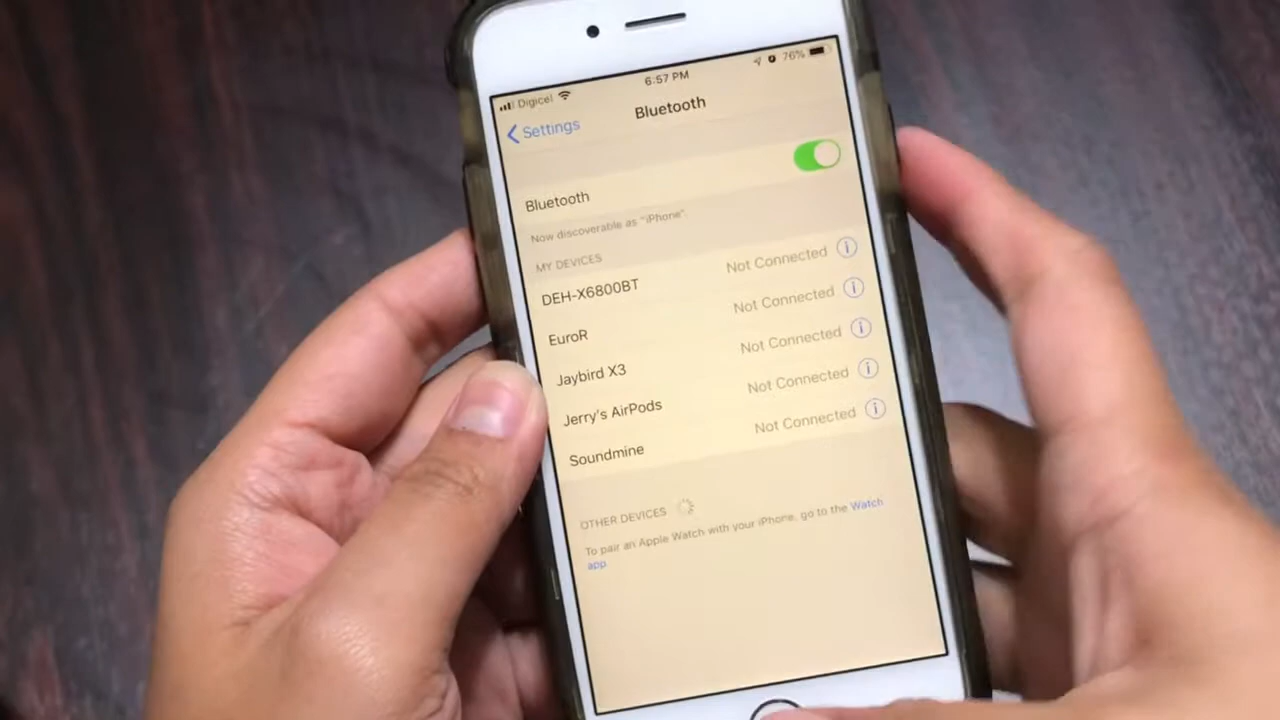 Digicel 6:57 PM 76%
Settings Bluetooth
Bluetooth
Now discoverable as "iPhone".
MY DEVICES
DEH-X6800BT Not Connected
EuroR Not Connected
Jaybird X3 Not Connected
Jerry's AirPods Not Connected
Soundmine Not Connected
OTHER DEVICES
To pair an Apple Watch with your iPhone, go to the Watch
app